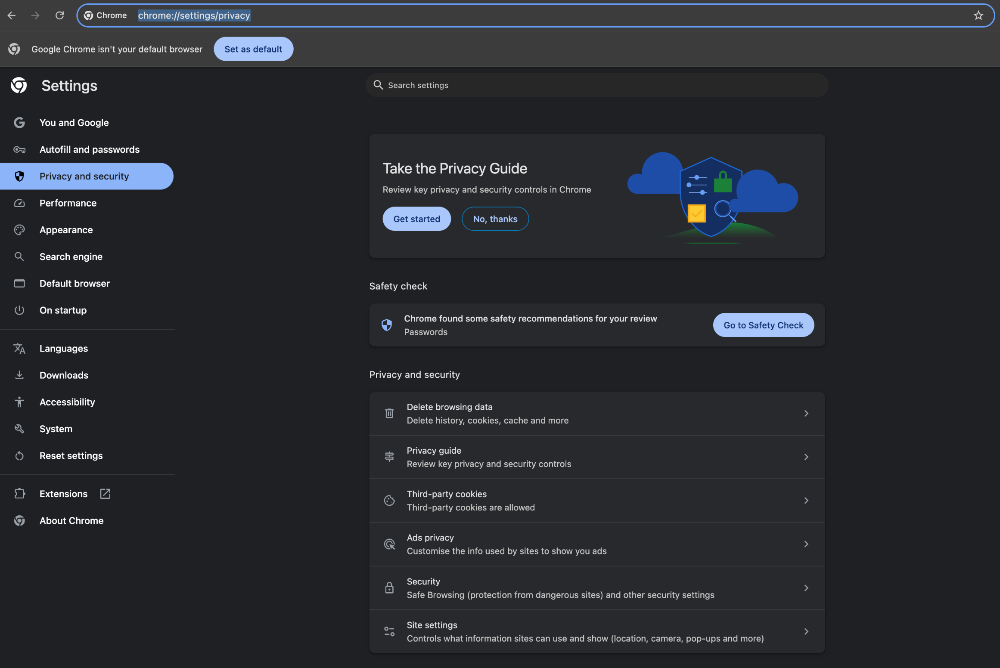 Chrome chrome://settings/privacy
Google Chrome isn't your default browser Set as default
Settings
Search settings
You and Google
Autofill and passwords
Privacy and security
Performance
Appearance
Search engine
Default browser
On startup
Languages
Downloads
Accessibility
System
Reset settings
Extensions
About Chrome
Take the Privacy Guide
Review key privacy and security controls in Chrome
Get started No, thanks
Safety check
Chrome found some safety recommendations for your review
Passwords
Go to Safety Check
Privacy and security
Delete browsing data
Delete history, cookies, cache and more
Privacy guide
Review key privacy and security controls
Third-party cookies
Third-party cookies are allowed
Ads privacy
Customise the info used by sites to show you ads
Security
Safe Browsing (protection from dangerous sites) and other security settings
Site settings
Controls what information sites can use and show (location, camera, pop-ups and more)